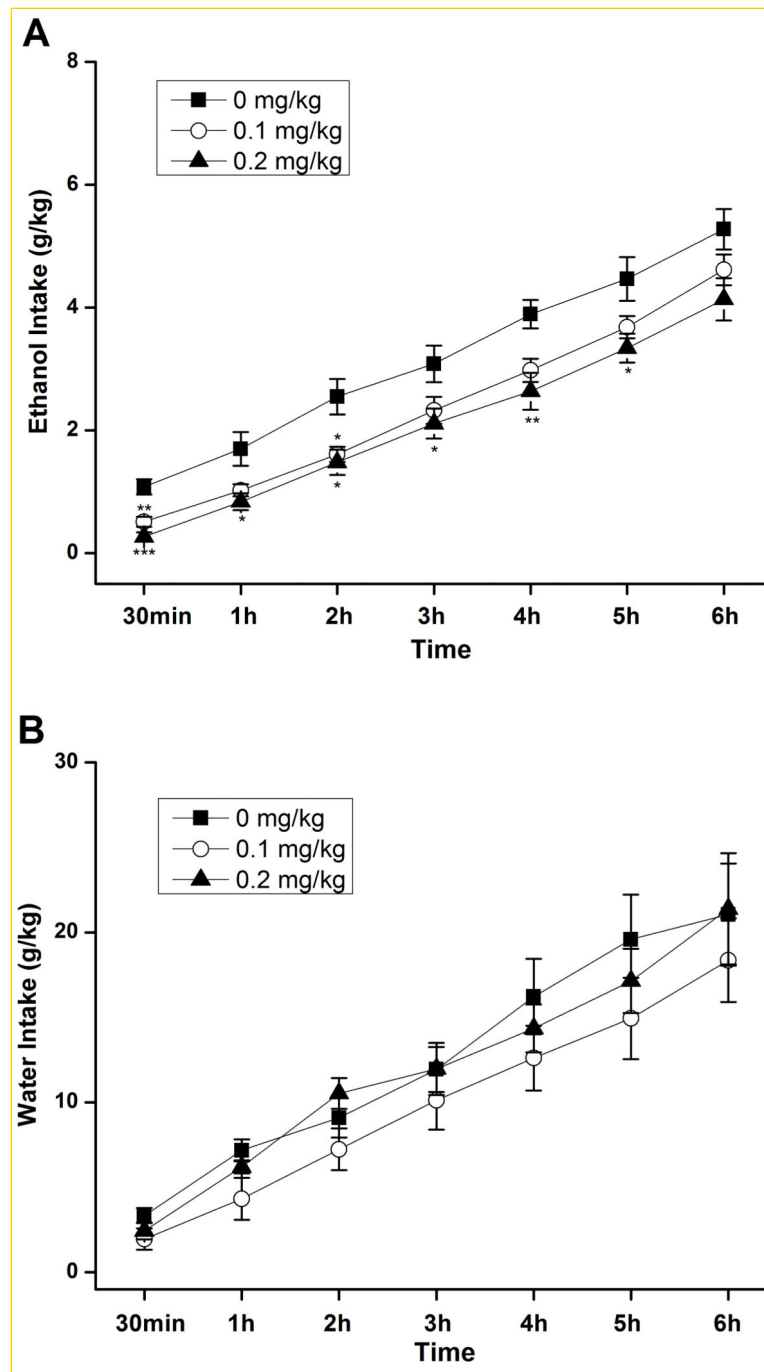 A
8
6
4
2
0
Ethanol Intake (g/kg)
0 mg/kg
0.1 mg/kg
0.2 mg/kg
**
***
*
*
*
*
**
*
30min 1h 2h 3h 4h 5h 6h
Time
B
30
20
10
0
Water Intake (g/kg)
0 mg/kg
0.1 mg/kg
0.2 mg/kg
30min 1h 2h 3h 4h 5h 6h
Time